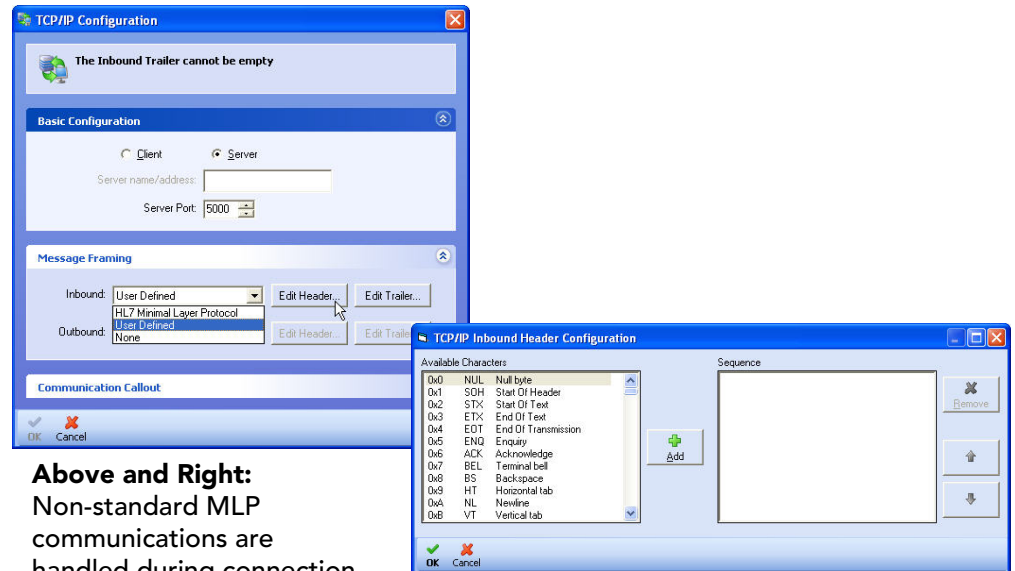 TCP/IP Configuration
The Inbound Trailer cannot be empty
Basic Configuration
Client Server
Server name/address:
Server Port: 5000
Message Framing
Inbound: User Defined Edit Header... Edit Trailer...
HL7 Minimal Layer Protocol
User Defined
None
Outbound: Edit Header... Edit
Communication Callout
OK Cancel
TCP/IP Inbound Header Configuration
Available Characters Sequence
0x0 NUL Null byte
0x1 SOH Start Of Header
0x2 STX Start Of Text
0x3 ETX End Of Text
0x4 EOT End Of Transmission
0x5 ENQ Enquiry
0x6 ACK Acknowledge
0x7 BEL Terminal bell
0x8 BS Backspace
0x9 HT Horizontal tab
0xA NL Newline
0xB VT Vertical tab
Add
Remove
OK Cancel
Above and Right:
Non-standard MLP
communications are
handled during connection